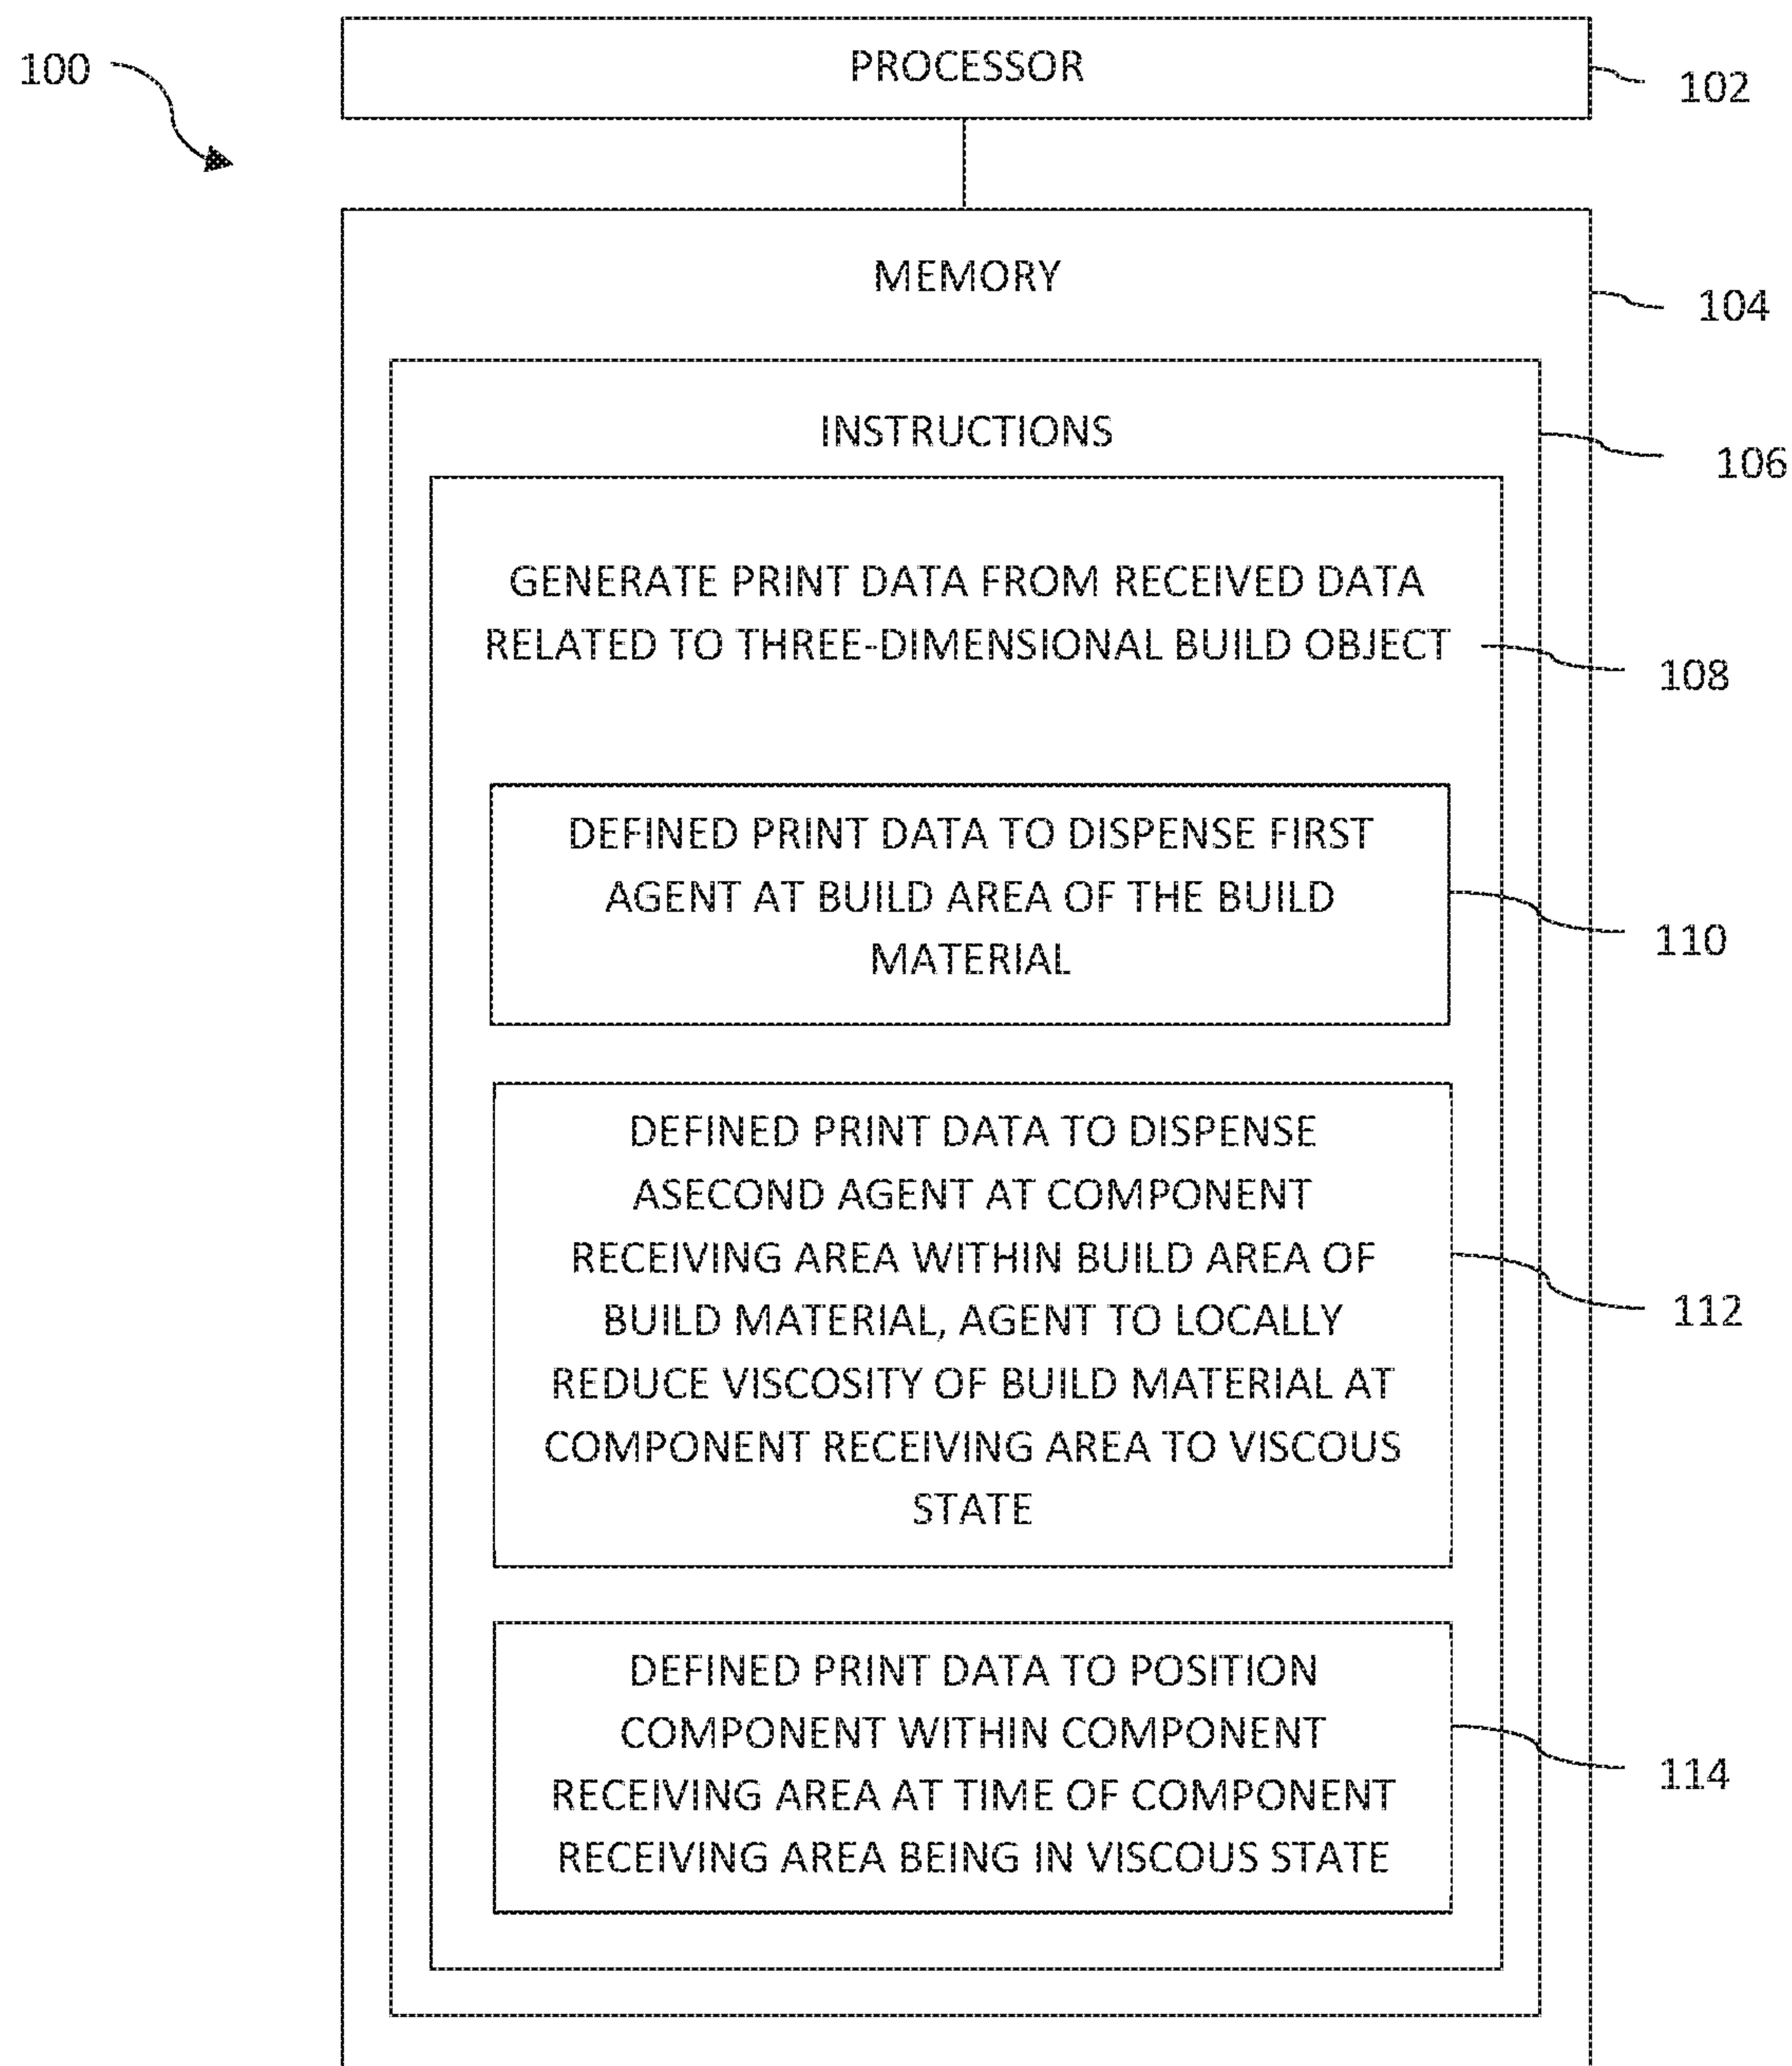 100
PROCESSOR
102
MEMORY
104
INSTRUCTIONS
106
GENERATE PRINT DATA FROM RECEIVED DATA
RELATED TO THREE-DIMENSIONAL BUILD OBJECT
108
DEFINED PRINT DATA TO DISPENSE FIRST
AGENT AT BUILD AREA OF THE BUILD
MATERIAL
110
DEFINED PRINT DATA TO DISPENSE
ASECOND AGENT AT COMPONENT
RECEIVING AREA WITHIN BUILD AREA OF
BUILD MATERIAL, AGENT TO LOCALLY
REDUCE VISCOSITY OF BUILD MATERIAL AT
COMPONENT RECEIVING AREA TO VISCOUS
STATE
112
DEFINED PRINT DATA TO POSITION
COMPONENT WITHIN COMPONENT
RECEIVING AREA AT TIME OF COMPONENT
RECEIVING AREA BEING IN VISCOUS STATE
114